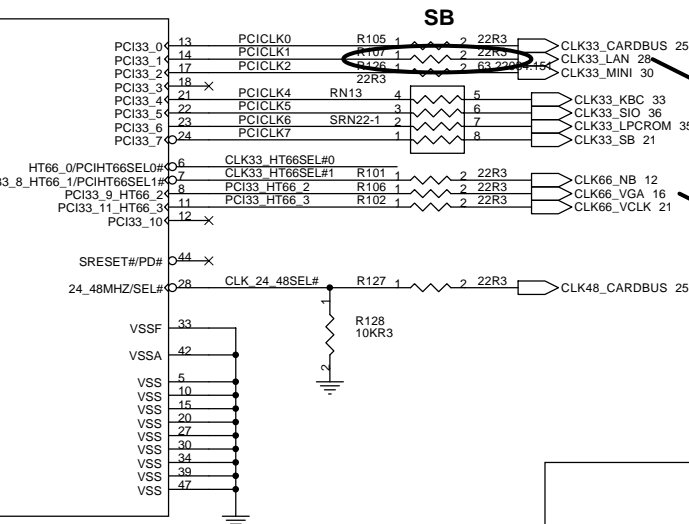 SB
PCI33_0 13 PCICLK0 R105 1 2 22R3 CLK33_CARDBUS 25
PCI33_1 14 PCICLK1 R107 1 2 22R3 CLK33_LAN 28
PCI33_2 17 PCICLK2 R126 1 2 CLK33_MINI 30
22R3
PCI33_3 18
PCI33_4 21 PCICLK4 RN13 4 5 CLK33_KBC 33
PCI33_5 22 PCICLK5 3 6 CLK33_SIO 36
PCI33_6 23 PCICLK6 SRN22-1 2 7 CLK33_LPCROM 35
PCI33_7 24 PCICLK7 1 8 CLK33_SB 21
HT66_0/PCIHT66SEL0# 6 CLK33_HT66SEL#0
33_8_HT66_1/PCIHT66SEL1# 7 CLK33_HT66SEL#1 R101 1 2 22R3 CLK66_NB 12
PCI33_9_HT66_2 8 PCI33_HT66_2 R106 1 2 22R3 CLK66_VGA 16
PCI33_11_HT66_3 11 PCI33_HT66_3 R102 1 2 22R3 CLK66_VCLK 21
PCI33_10 12
SRESET#/PD# 44
24_48MHZ/SEL# 28 CLK_24_48SEL# R127 1 2 22R3 CLK48_CARDBUS 25
1
R128
10KR3
2
VSSF 33
VSSA 42
VSS 5
VSS 10
VSS 15
VSS 20
VSS 27
VSS 30
VSS 34
VSS 39
VSS 47